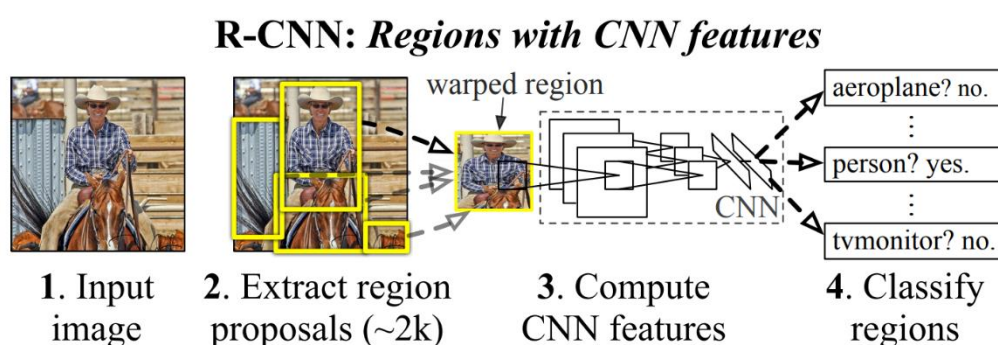 R-CNN: Regions with CNN features
warped region
aeroplane? no.
⋮
person? yes.
⋮
tvmonitor? no.
CNN
1. Input
image
2. Extract region
proposals (~2k)
3. Compute
CNN features
4. Classify
regions